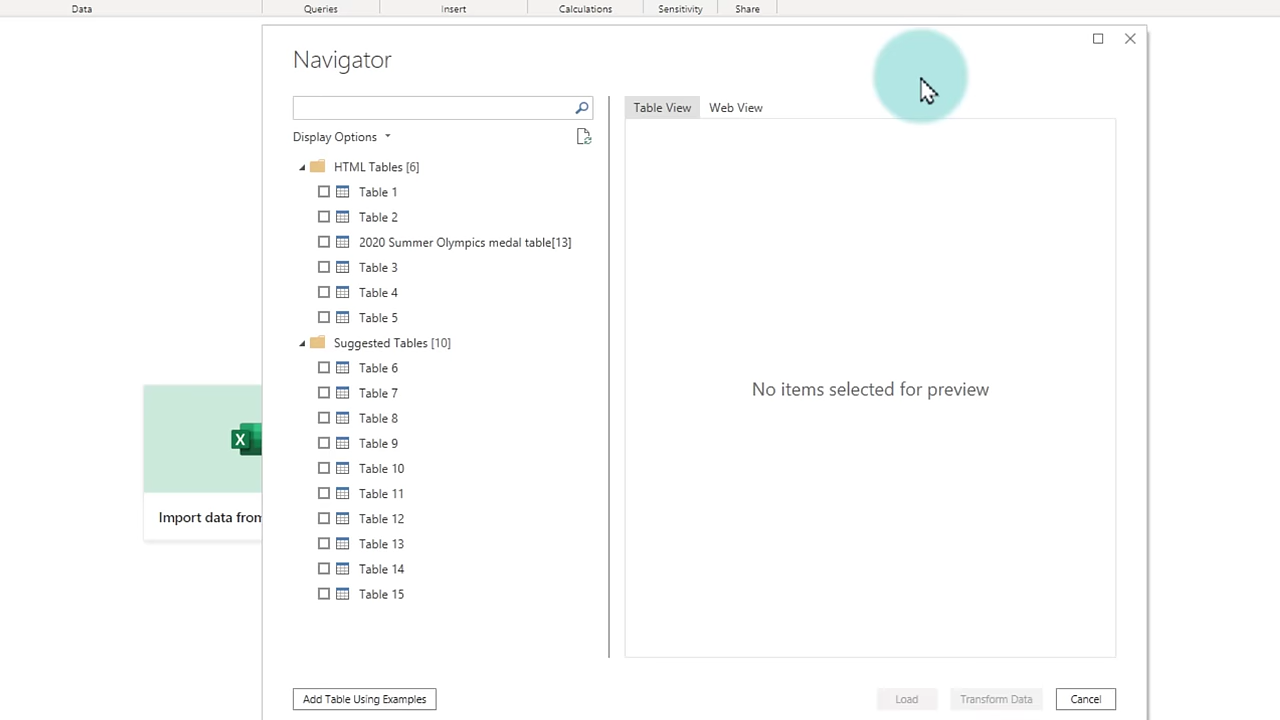 Data
Queries
Insert
Calculations
Sensitivity
Share
Navigator
Display Options
HTML Tables [6]
Table 1
Table 2
2020 Summer Olympics medal table[13]
Table 3
Table 4
Table 5
Suggested Tables [10]
Table 6
Table 7
Table 8
Table 9
Table 10
Table 11
Table 12
Table 13
Table 14
Table 15
Add Table Using Examples
Table View
Web View
No items selected for preview
Load
Transform Data
Cancel
X
Import data from